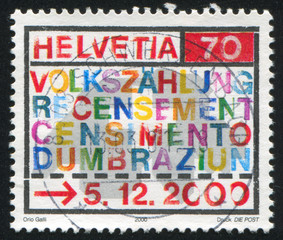 HELVETIA 70
VOLKSZÄHLUNG
RECENSEMENT
CENSIMENTO
DUMBRAZIUN
→ 5. 12. 2000
Orio Galli 2000 Druck: DIE POST